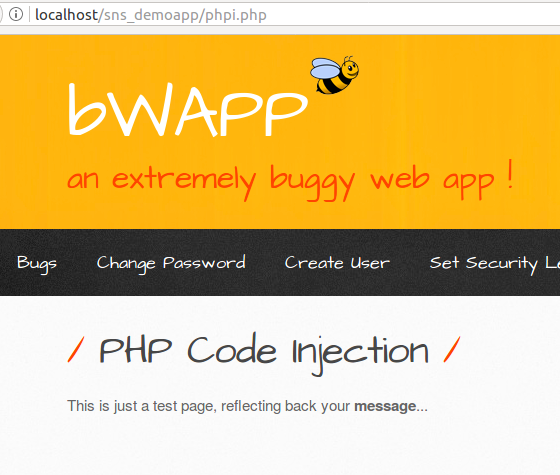 localhost/sns_demoapp/phpi.php
bWAPP
an extremely buggy web app !
Bugs Change Password Create User Set Security
/ PHP Code Injection /
This is just a test page, reflecting back your message...